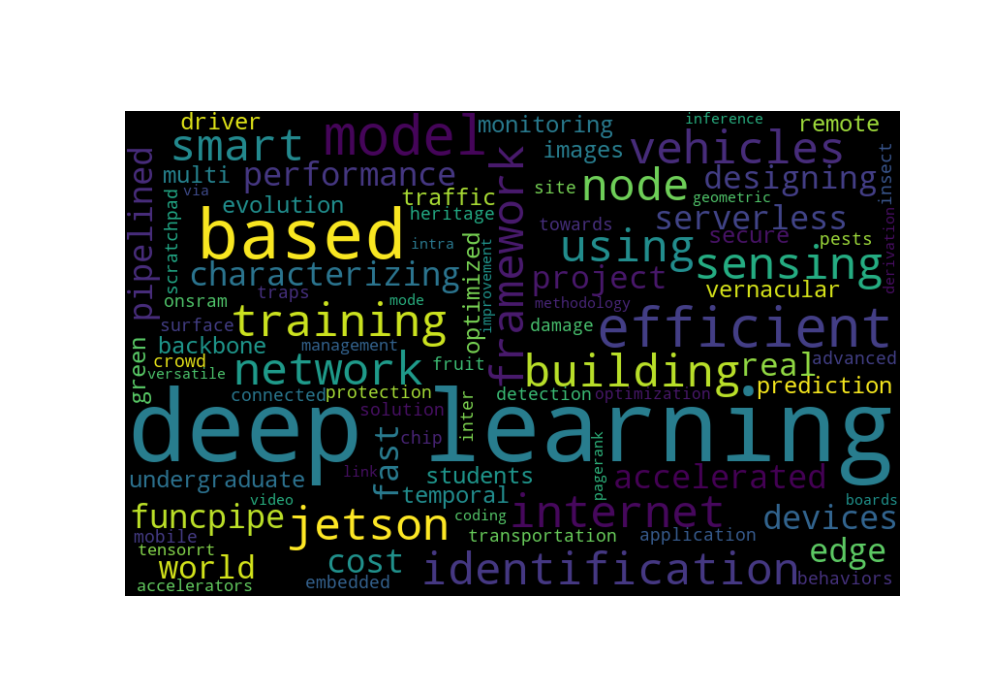 driver
inference
remote
smart
model
monitoring
vehicles
images
insect
pipelined
multi
performance
framework
designing
via
scratchpad
traffic
site
node
geometric
evolution
heritage
towards
serverless
derivation
based
intra
using
secure
pests
characterizing
optimized
improvement
project
sensing
onsram
traps
mode
methodology
vernacular
surface
training
damage
efficient
backbone
management
crowd
network
fruit
building
real
advanced
green
versatile
prediction
connected
protection
inter
detection
optimization
deep learning
solution
chip
fast
link
pagerank
undergraduate
students
accelerated
temporal
video
boards
funcpipe
jetson
coding
internet
devices
mobile
transportation
application
tensorrt
world
cost
edge
accelerators
embedded
identification
behaviors